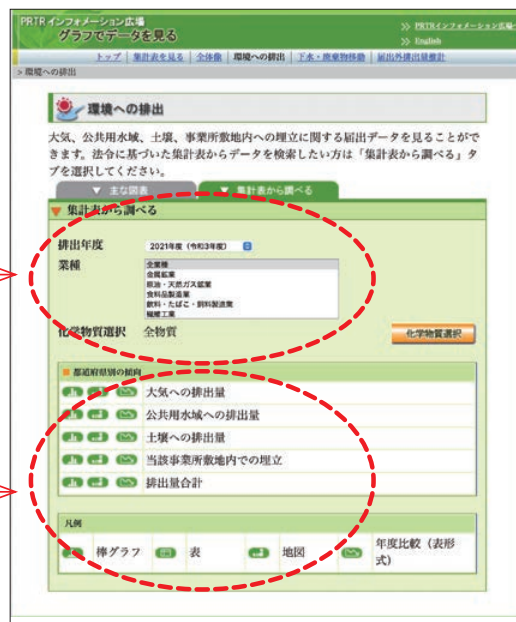 PRTR インフォメーション広場
グラフでデータを見る
>> PRTRインフォメーション広場
>> English
トップ | 集計表を見る | 全体像 | 環境への排出 | 下水・廃棄物移動 | 届出外排出量推計
> 環境への排出
環境への排出
大気、公共用水域、土壌、事業所敷地内への埋立に関する届出データを見ることがで
きます。法令に基づいた集計表からデータを検索したい方は「集計表から調べる」タ
ブを選択してください。
▼ 主な図表 ▼ 集計表から調べる
▼ 集計表から調べる
排出年度 2021年度（令和3年度）
業種 全業種
金属鉱業
原油・天然ガス鉱業
食料品製造業
飲料・たばこ・飼料製造業
繊維工業
化学物質選択 全物質 化学物質選択
■ 都道府県別の傾向
大気への排出量
公共用水域への排出量
土壌への排出量
当該事業所敷地内での埋立
排出量合計
凡例
棒グラフ 表 地図 年度比較（表形
式）